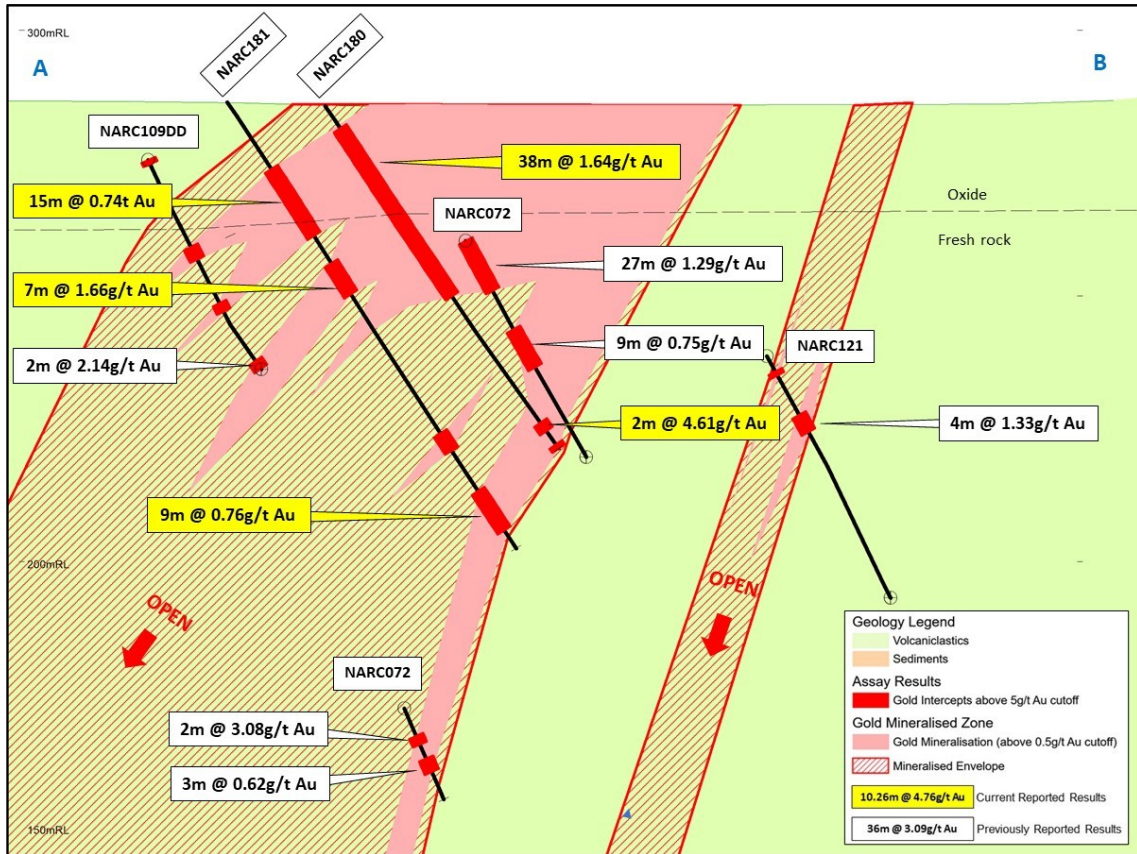 300mRL
A
NARC181
NARC180
B
NARC109DD
38m @ 1.64g/t Au
15m @ 0.74t Au
Oxide
NARC072
Fresh rock
27m @ 1.29g/t Au
7m @ 1.66g/t Au
9m @ 0.75g/t Au
NARC121
2m @ 2.14g/t Au
2m @ 4.61g/t Au
4m @ 1.33g/t Au
9m @ 0.76g/t Au
200mRL
OPEN
OPEN
NARC072
2m @ 3.08g/t Au
3m @ 0.62g/t Au
150mRL
Geology Legend
Volcaniclastics
Sediments
Assay Results
Gold Intercepts above 5g/t Au cutoff
Gold Mineralised Zone
Gold Mineralisation (above 0.5g/t Au cutoff)
Mineralised Envelope
10.26m @ 4.76g/t Au Current Reported Results
36m @ 3.09g/t Au Previously Reported Results